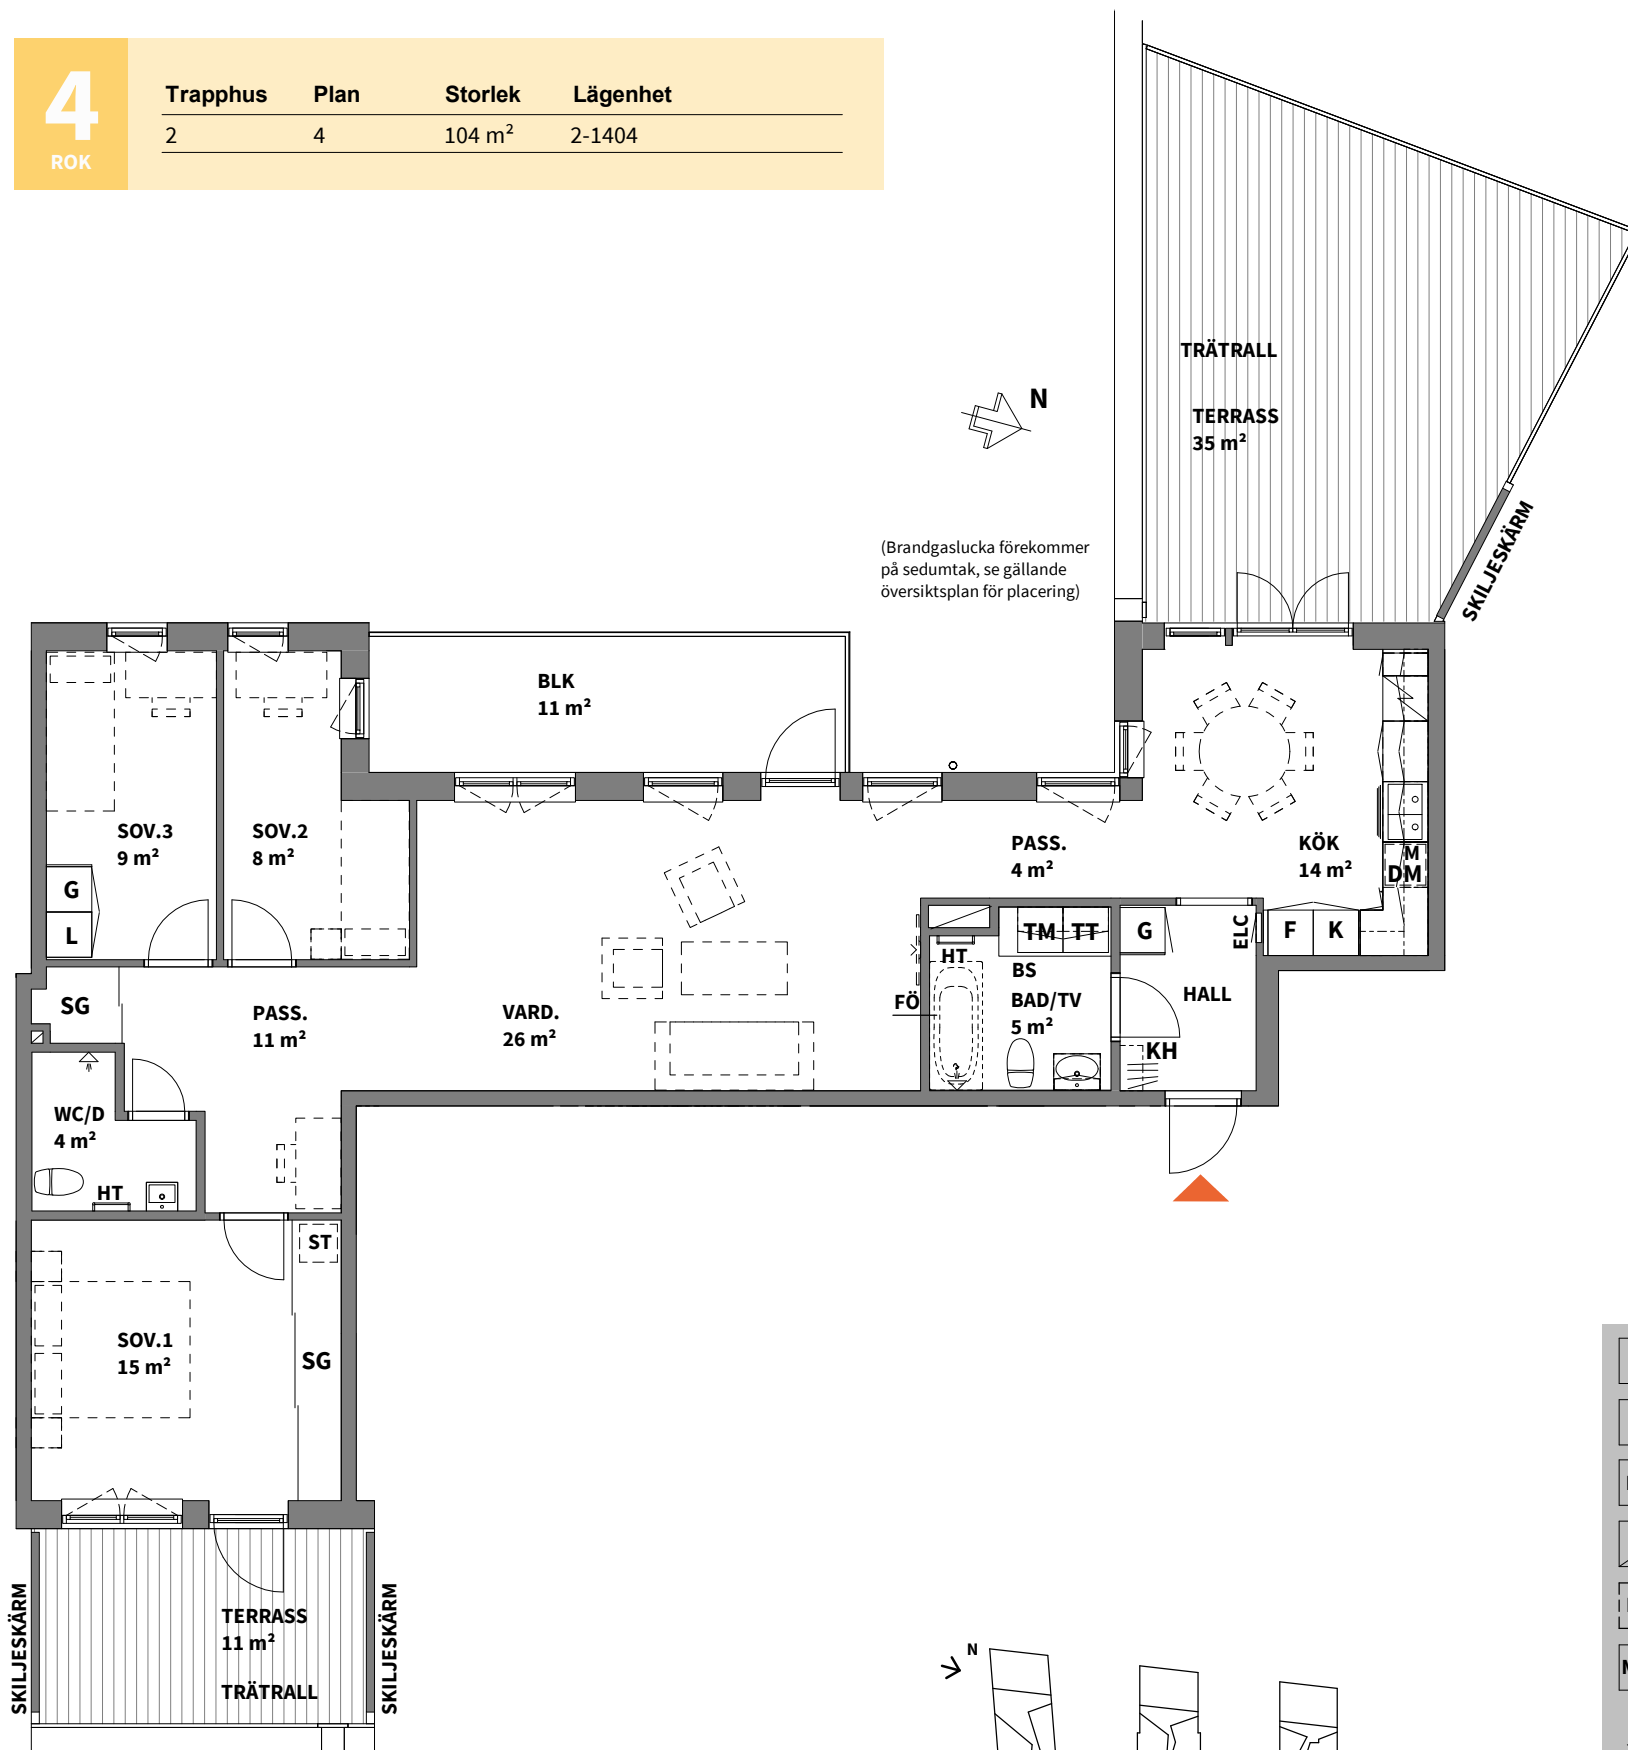 4
ROK
Trapphus Plan Storlek Lägenhet
2 4 104 m² 2-1404
TRÄTRALL
TERRASS
35 m²
N
SKILJESKÄRM
(Brandgaslucka förekommer
på sedumtak, se gällande
översiktsplan för placering)
BLK
11 m²
SOV.3
9 m²
SOV.2
8 m²
PASS.
4 m²
KÖK
14 m²
M
DM
G
L
TM TT
G
ELC
F K
HT
BS
BAD/TV
5 m²
FÖ
HALL
KH
SG
PASS.
11 m²
VARD.
26 m²
WC/D
4 m²
HT
ST
SOV.1
15 m²
SG
SKILJESKÄRM
TERRASS
11 m²
TRÄTRALL
SKILJESKÄRM
N